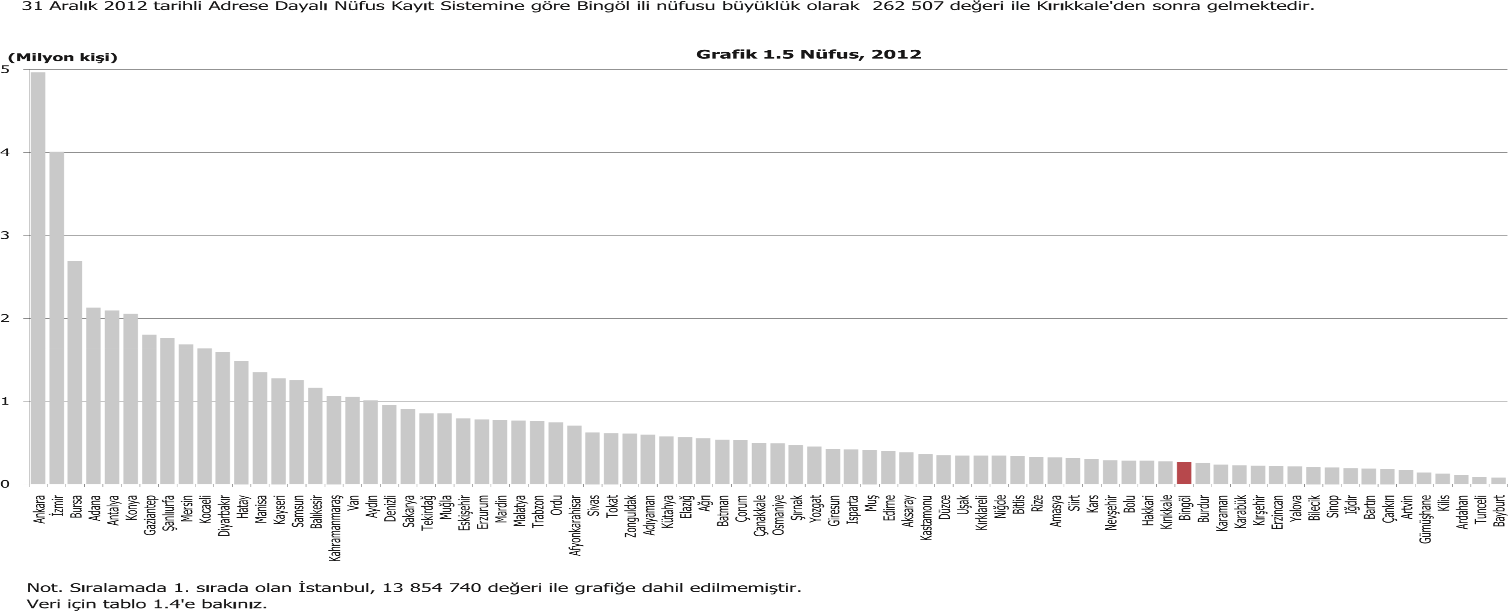 31 Aralık 2012 tarihli Adrese Dayalı Nüfus Kayıt Sistemine göre Bingöl ili nüfusu büyüklük olarak 262 507 değeri ile Kırıkkale'den sonra gelmektedir.
(Milyon kişi)
Grafik 1.5 Nüfus, 2012
5
4
3
2
1
0
Ankara
İzmir
Bursa
Adana
Antalya
Konya
Gaziantep
Şanlıurfa
Mersin
Kocaeli
Diyarbakır
Hatay
Manisa
Kayseri
Samsun
Balıkesir
Kahramanmaraş
Van
Aydın
Denizli
Sakarya
Tekirdağ
Muğla
Eskişehir
Erzurum
Mardin
Malatya
Trabzon
Ordu
Afyonkarahisar
Sivas
Tokat
Zonguldak
Adıyaman
Kütahya
Elazığ
Ağrı
Batman
Çorum
Çanakkale
Osmaniye
Şırnak
Yozgat
Giresun
Isparta
Muş
Edirne
Aksaray
Kastamonu
Düzce
Uşak
Kırklareli
Niğde
Bitlis
Rize
Amasya
Siirt
Kars
Nevşehir
Bolu
Hakkari
Kırıkkale
Bingöl
Burdur
Karaman
Karabük
Kırşehir
Erzincan
Yalova
Bilecik
Sinop
Iğdır
Bartın
Çankırı
Artvin
Gümüşhane
Kilis
Ardahan
Tunceli
Bayburt
Not. Sıralamada 1. sırada olan İstanbul, 13 854 740 değeri ile grafiğe dahil edilmemiştir.
Veri için tablo 1.4'e bakınız.